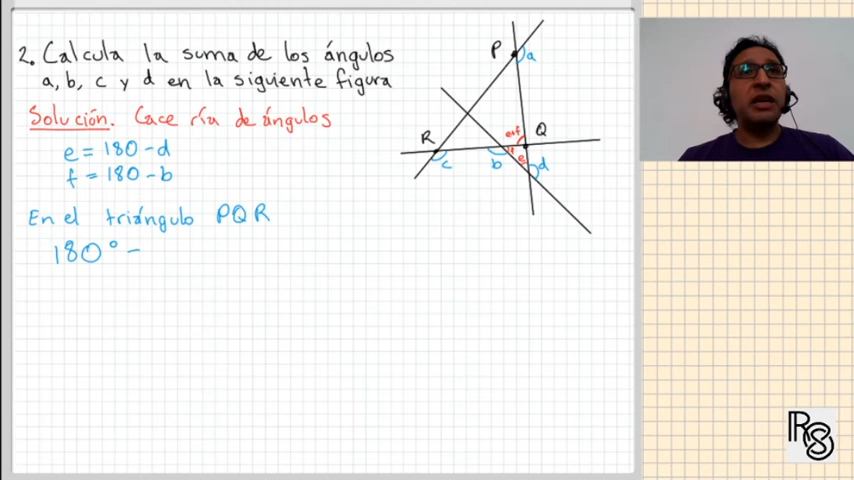 2. Calcula la suma de los ángulos
a, b, c y d en la siguiente figura
Solución. Cacería de ángulos
e = 180 - d
f = 180 - b
En el triángulo PQR
180° -
P
a
R
e+f
Q
c
b
f
e
d
RS